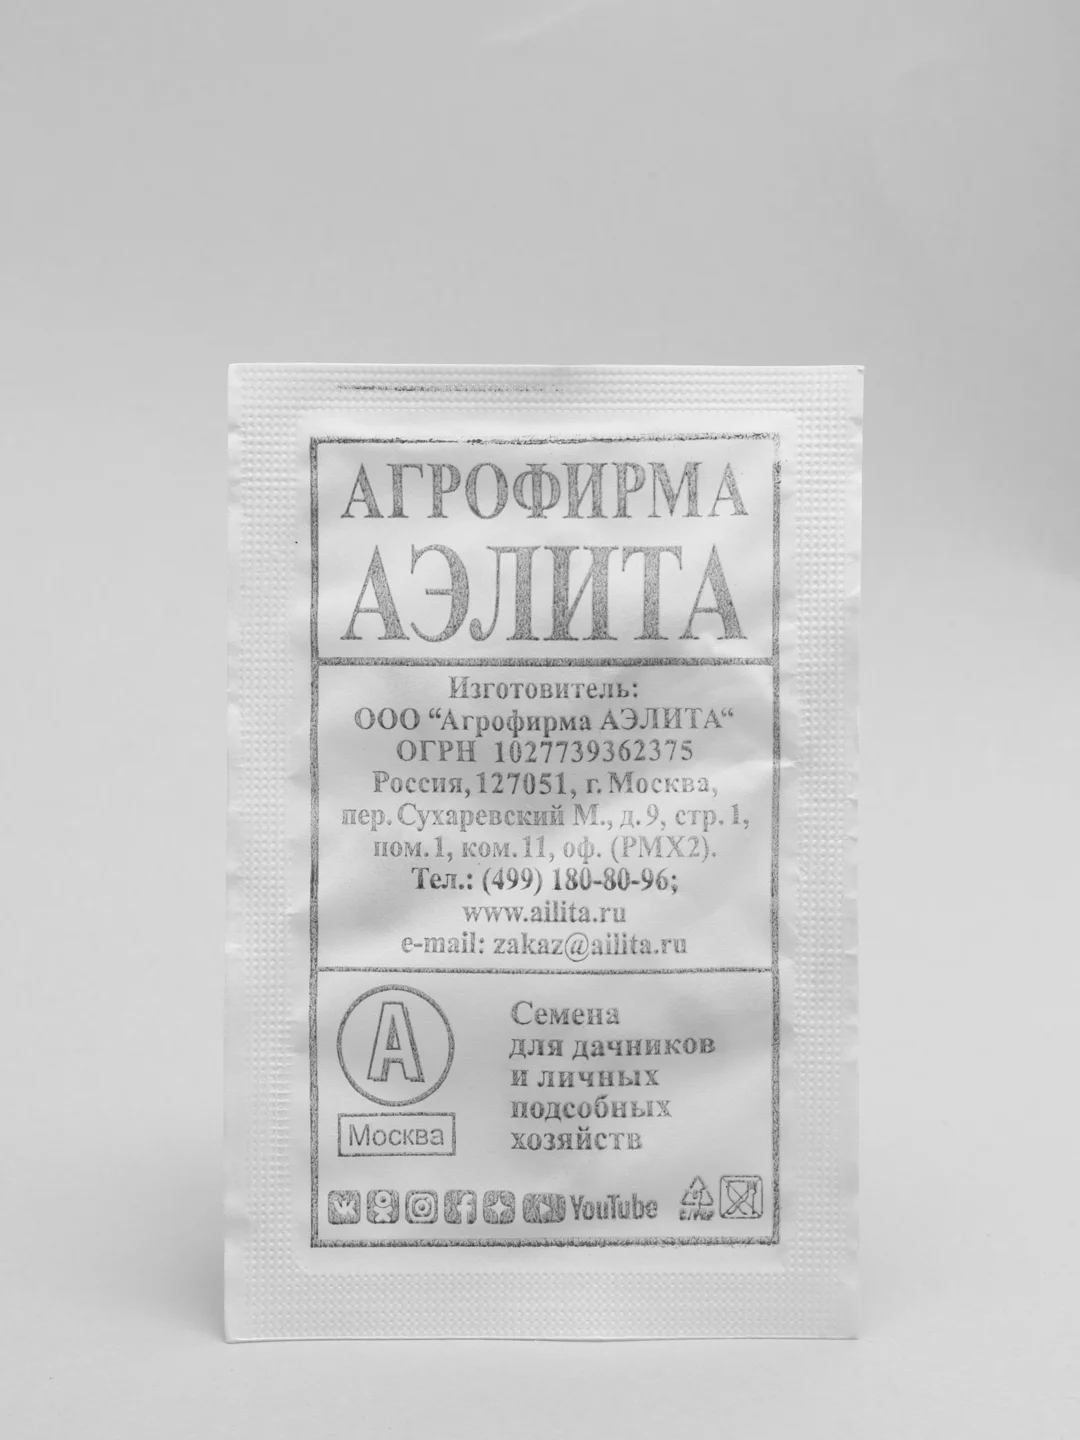 АГРОФИРМА
АЭЛИТА
Изготовитель:
ООО “Агрофирма АЭЛИТА“
ОГРН 1027739362375
Россия, 127051, г. Москва,
пер. Сухаревский М., д. 9, стр. 1,
пом. 1, ком. 11, оф. (РМХ2).
Тел.: (499) 180-80-96;
www.ailita.ru
e-mail: zakaz@ailita.ru
А
Москва
Семена
для дачников
и личных
подсобных
хозяйств
YouTube